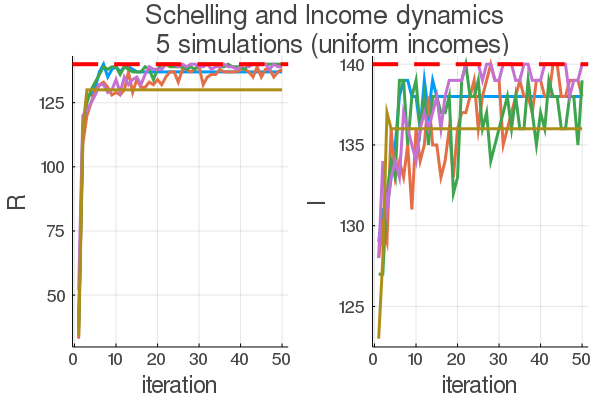 Schelling and Income dynamics
5 simulations (uniform incomes)
R
125
100
75
50
0 10 20 30 40 50
iteration
I
140
135
130
125
0 10 20 30 40 50
iteration